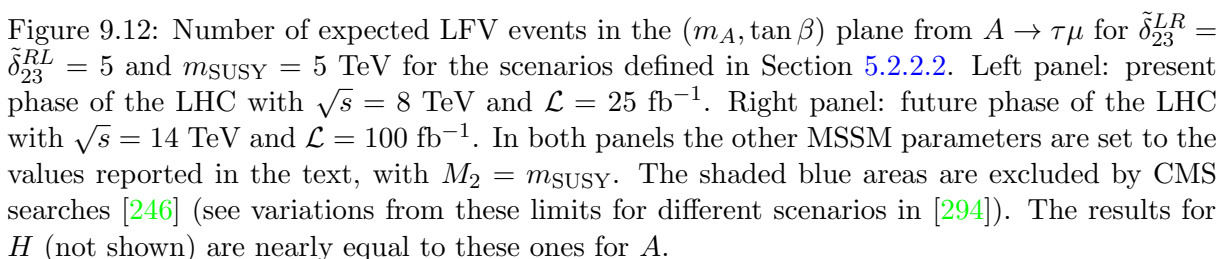 Figure 9.12: Number of expected LFV events in the (m_A, tan β) plane from A → τμ for δ̃_{23}^{LR} =
δ̃_{23}^{RL} = 5 and m_SUSY = 5 TeV for the scenarios defined in Section 5.2.2.2. Left panel: present
phase of the LHC with √s = 8 TeV and ℒ = 25 fb⁻¹. Right panel: future phase of the LHC
with √s = 14 TeV and ℒ = 100 fb⁻¹. In both panels the other MSSM parameters are set to the
values reported in the text, with M₂ = m_SUSY. The shaded blue areas are excluded by CMS
searches [246] (see variations from these limits for different scenarios in [294]). The results for
H (not shown) are nearly equal to these ones for A.